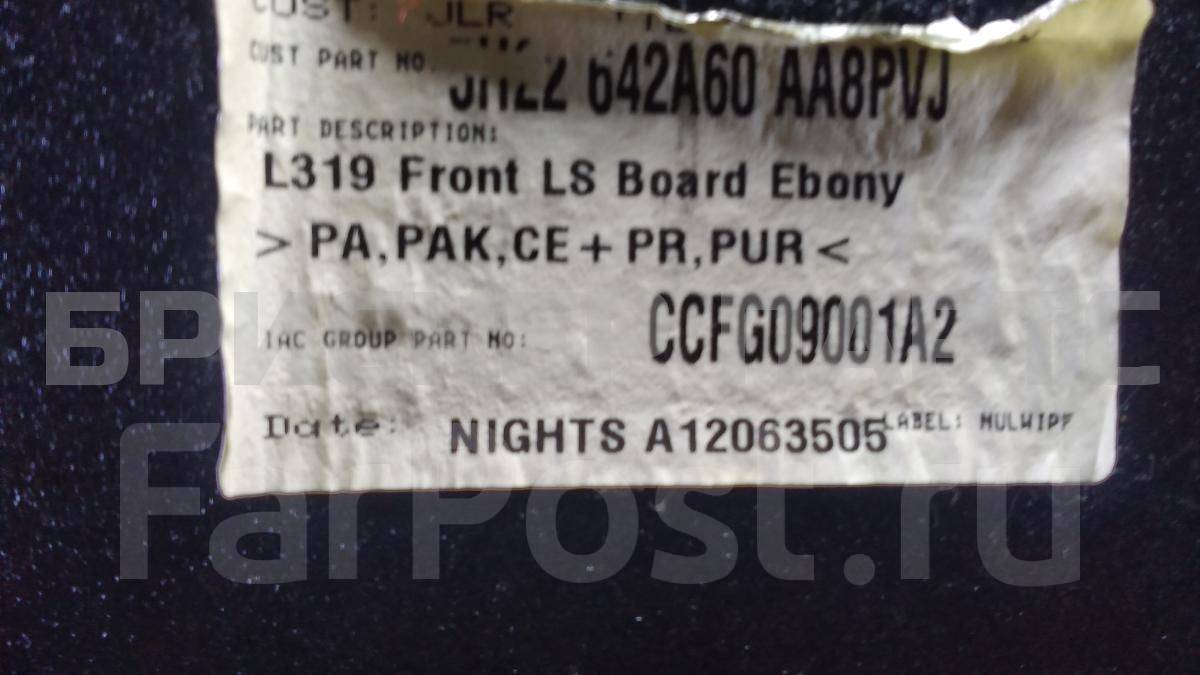 CUST: JLR
CUST PART NO.
642A60 AA8PVJ
PART DESCRIPTION:
L319 Front LS Board Ebony
> PA,PAK,CE + PR,PUR <
IAC GROUP PART NO: CCFG09001A2
Date: NIGHTS A12063505 LABEL: MULWIPF
FarPost.ru